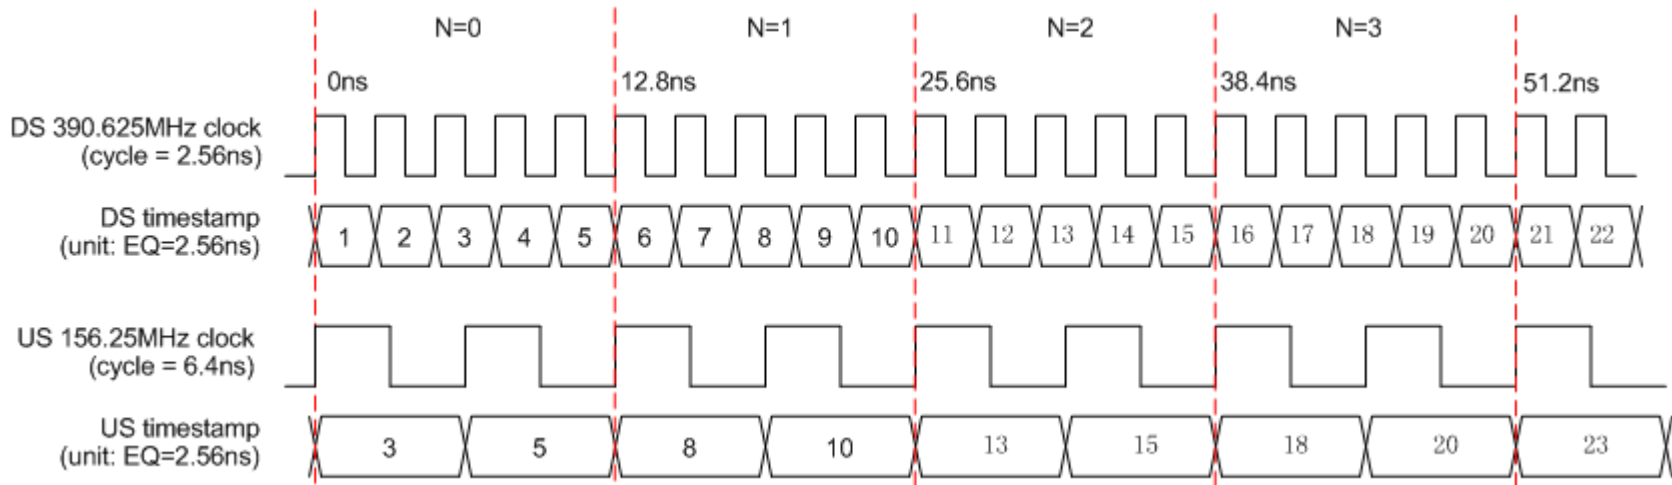 N=0 N=1 N=2 N=3
0ns 12.8ns 25.6ns 38.4ns 51.2ns
DS 390.625MHz clock
(cycle = 2.56ns)
DS timestamp
(unit: EQ=2.56ns)
1 2 3 4 5 6 7 8 9 10 11 12 13 14 15 16 17 18 19 20 21 22
US 156.25MHz clock
(cycle = 6.4ns)
US timestamp
(unit: EQ=2.56ns)
3 5 8 10 13 15 18 20 23